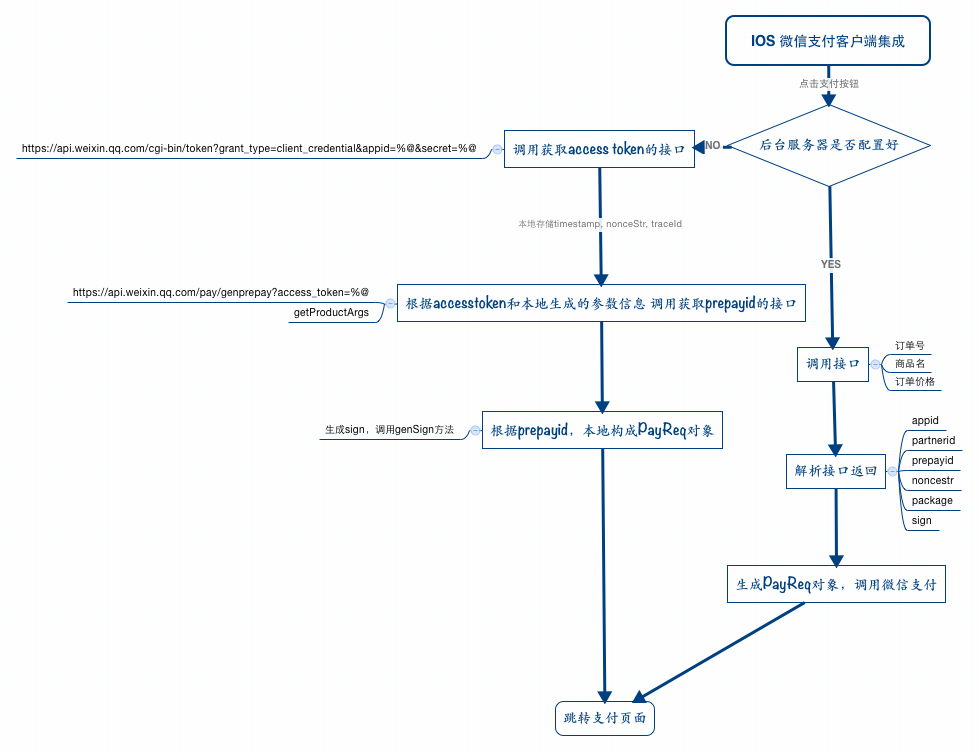 IOS 微信支付客户端集成
点击支付按钮
后台服务器是否配置好
NO
调用获取access token的接口
https://api.weixin.qq.com/cgi-bin/token?grant_type=client_credential&appid=%@&secret=%@
本地存储timestamp, nonceStr, traceId
YES
https://api.weixin.qq.com/pay/genprepay?access_token=%@
getProductArgs
根据accesstoken和本地生成的参数信息 调用获取prepayid的接口
调用接口
订单号
商品名
订单价格
生成sign，调用genSign方法
根据prepayid，本地构成PayReq对象
解析接口返回
appid
partnerid
prepayid
noncestr
package
sign
生成PayReq对象，调用微信支付
跳转支付页面